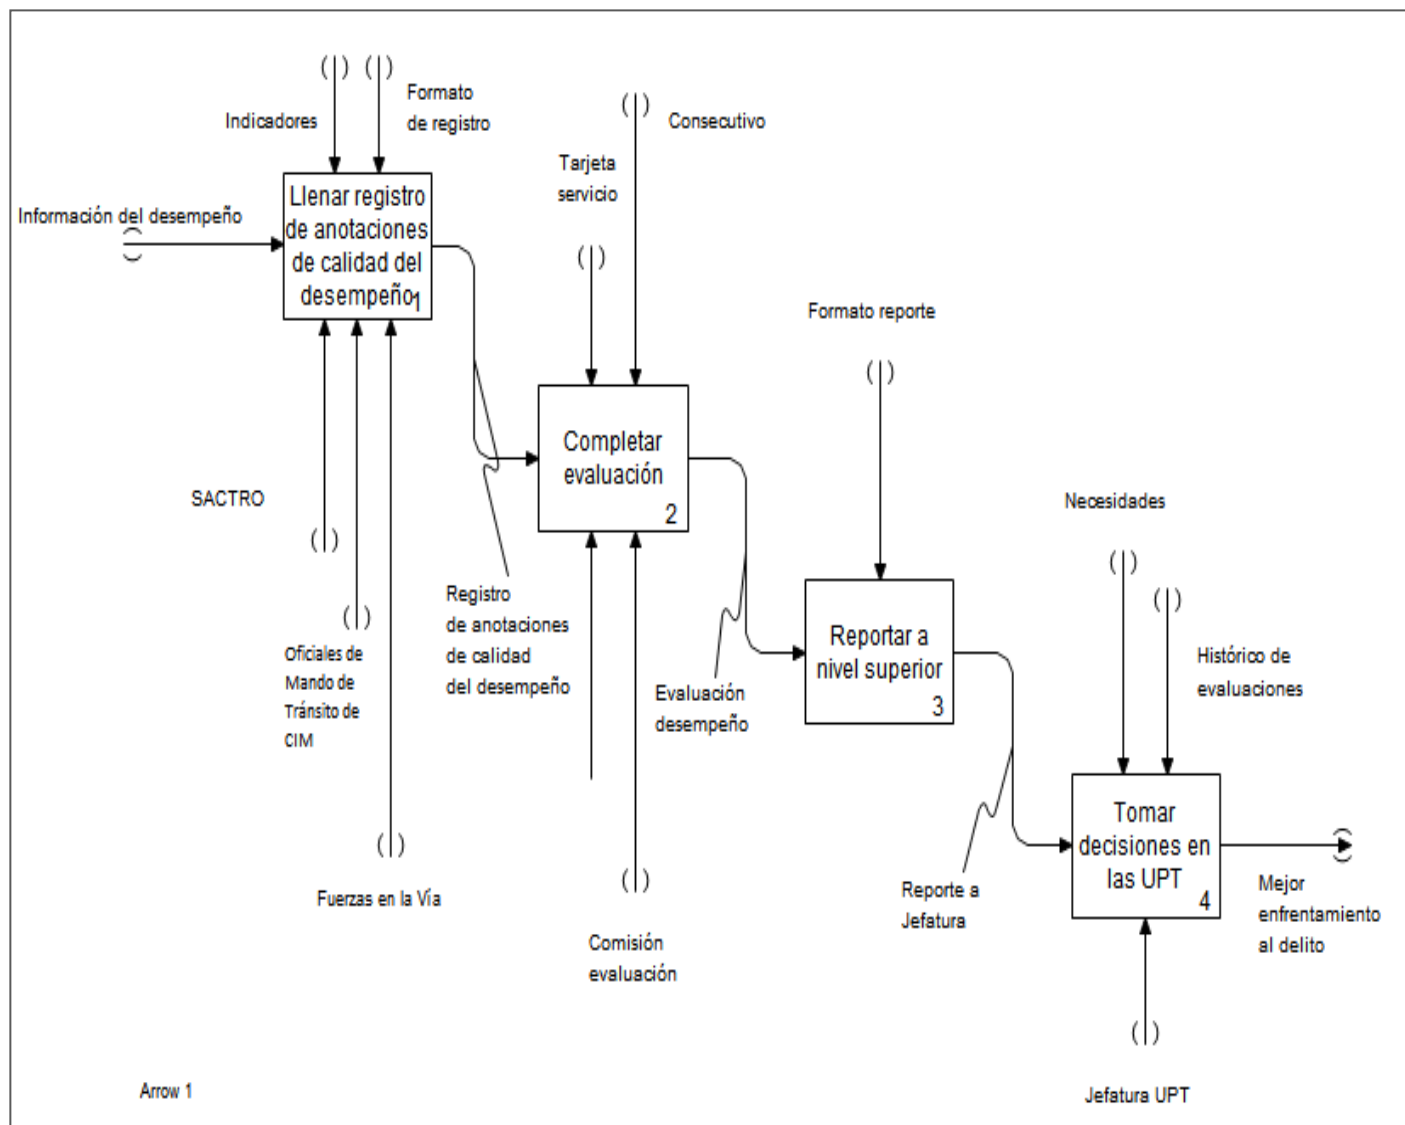 Indicadores
Formato
de registro
Consecutivo
Tarjeta
servicio
Información del desempeño
Llenar registro
de anotaciones
de calidad del
desempeño
1
Formato reporte
Completar
evaluación
2
SACTRO
Necesidades
Registro
de anotaciones
de calidad
del desempeño
Oficiales de
Mando de
Tránsito de
CIM
Evaluación
desempeño
Reportar a
nivel superior
3
Histórico de
evaluaciones
Tomar
decisiones en
las UPT
4
Fuerzas en la Vía
Reporte a
Jefatura
Mejor
enfrentamiento
al delito
Comisión
evaluación
Arrow 1
Jefatura UPT